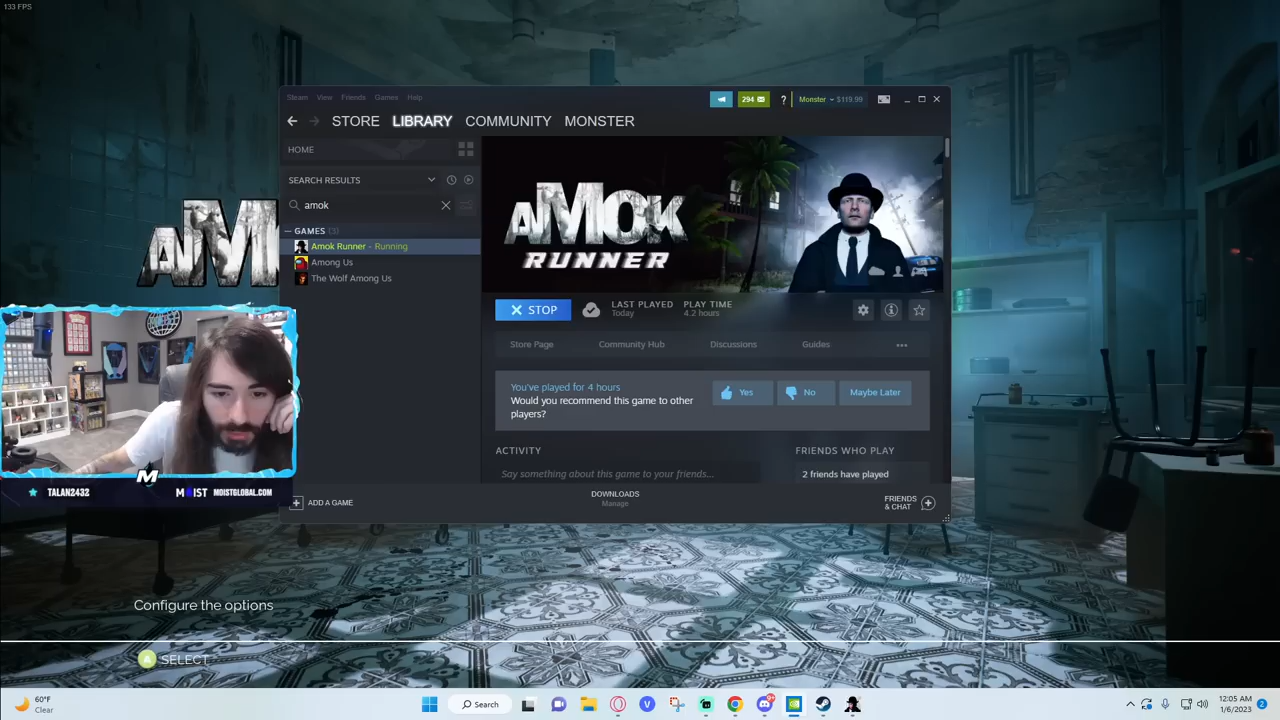 133 FPS
Steam View Friends Games Help
294
?
Monster
$119.99
STORE LIBRARY COMMUNITY MONSTER
HOME
SEARCH RESULTS
amok
GAMES (3)
Amok Runner - Running
Among Us
The Wolf Among Us
AMOK
RUNNER
STOP
LAST PLAYED
Today
PLAY TIME
4.2 hours
Store Page Community Hub Discussions Guides
You've played for 4 hours
Would you recommend this game to other
players?
Yes
No
Maybe Later
ACTIVITY
Say something about this game to your friends...
FRIENDS WHO PLAY
2 friends have played
ADD A GAME
DOWNLOADS
Manage
FRIENDS
& CHAT
AM
M
TALAN2432
MOIST
MOISTGLOBAL.COM
Configure the options
A SELECT
60°F
Clear
Search
12:05 AM
1/6/2023
2